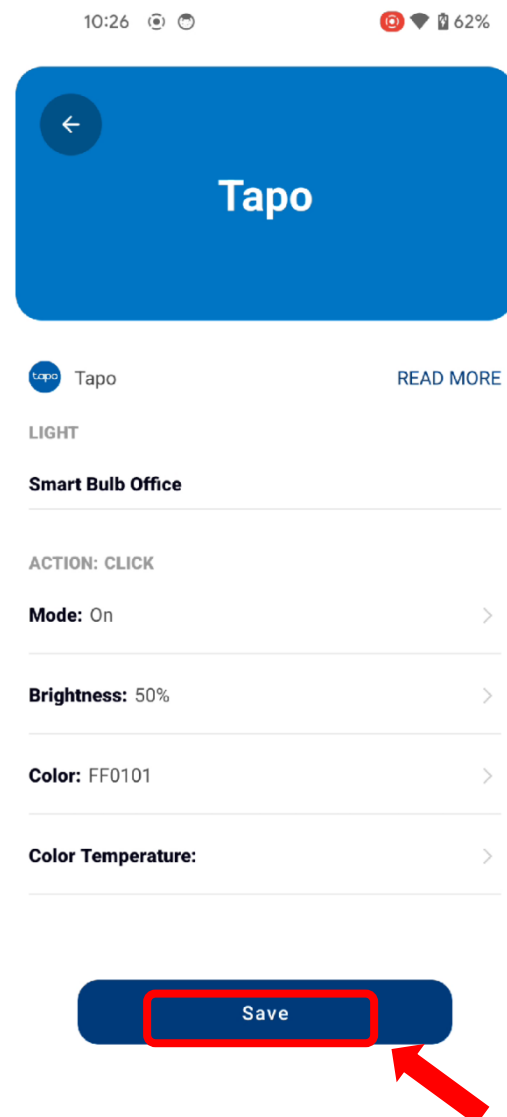 10:26 62%
Tapo
tapo Tapo READ MORE
LIGHT
Smart Bulb Office
ACTION: CLICK
Mode: On
Brightness: 50%
Color: FF0101
Color Temperature:
Save